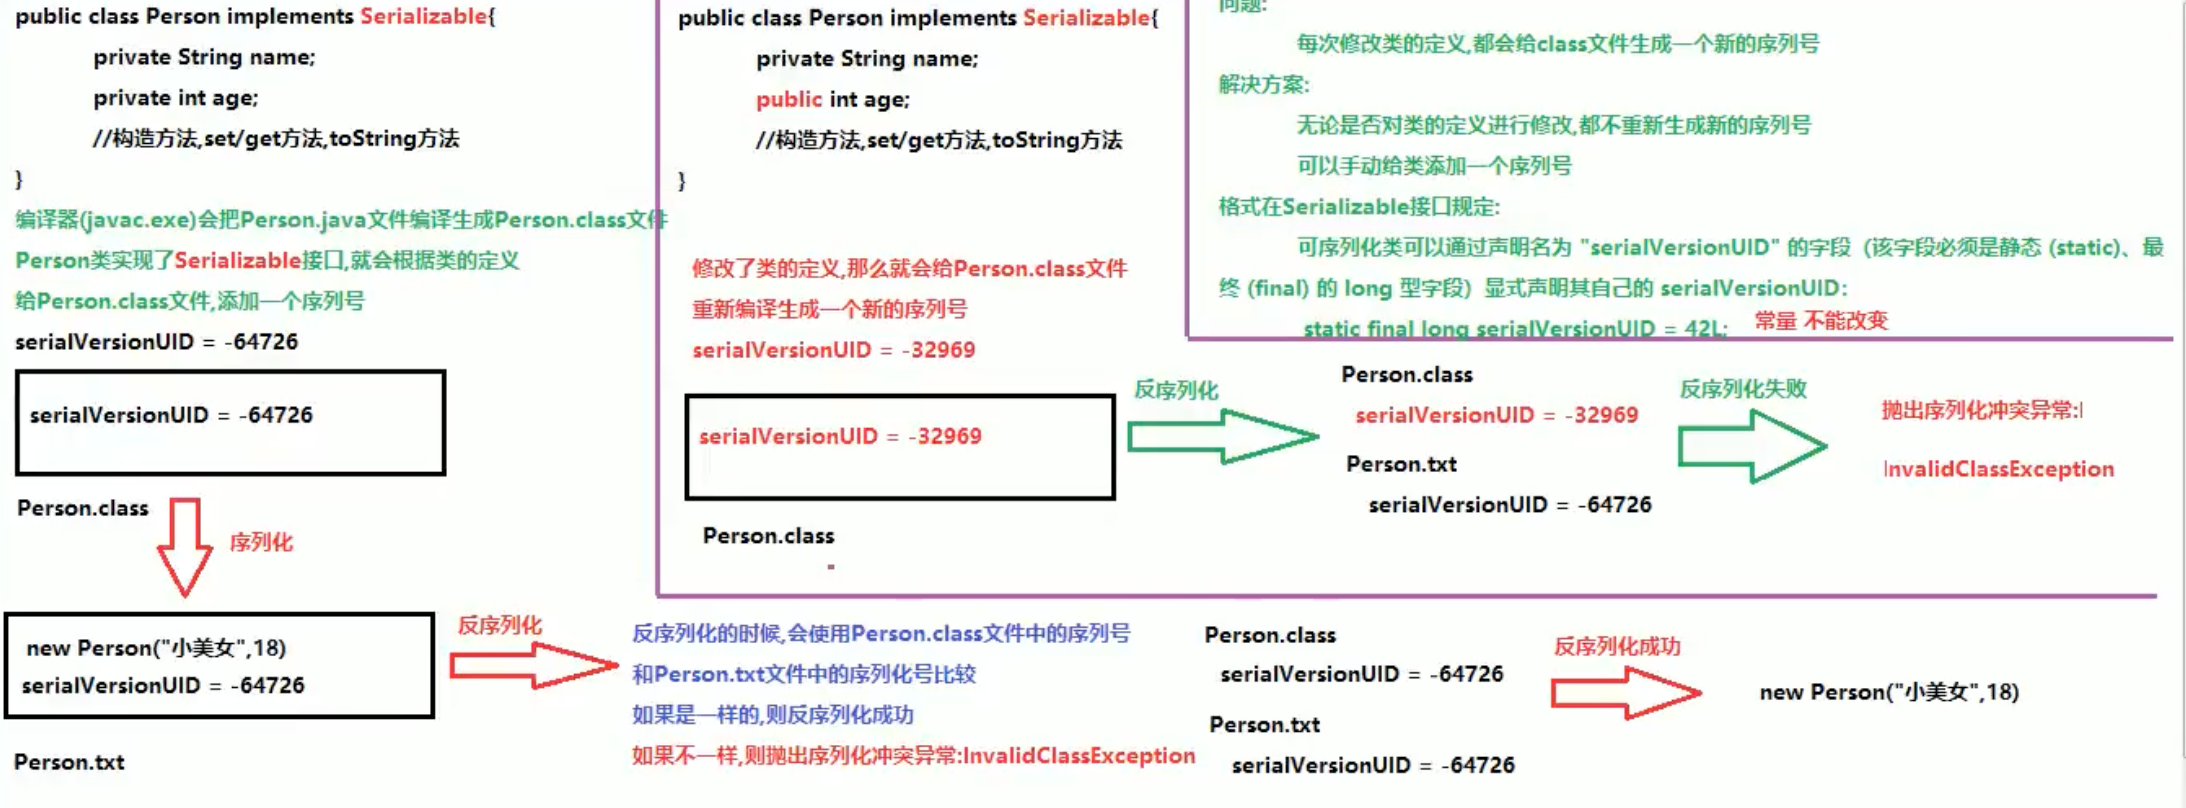 public class Person implements Serializable{
private String name;
private int age;
//构造方法,set/get方法,toString方法
}
编译器(javac.exe)会把Person.java文件编译生成Person.class文件
Person类实现了Serializable接口,就会根据类的定义
给Person.class文件,添加一个序列号
serialVersionUID = -64726
serialVersionUID = -64726
Person.class
序列化
new Person("小美女",18)
serialVersionUID = -64726
Person.txt
public class Person implements Serializable{
private String name;
public int age;
//构造方法,set/get方法,toString方法
}
修改了类的定义,那么就会给Person.class文件
重新编译生成一个新的序列号
serialVersionUID = -32969
serialVersionUID = -32969
Person.class
反序列化
Person.class
serialVersionUID = -32969
Person.txt
serialVersionUID = -64726
反序列化失败
抛出序列化冲突异常:
InvalidClassException
问题:
每次修改类的定义,都会给class文件生成一个新的序列号
解决方案:
无论是否对类的定义进行修改,都不重新生成新的序列号
可以手动给类添加一个序列号
格式在Serializable接口规定:
可序列化类可以通过声明名为 "serialVersionUID" 的字段（该字段必须是静态 (static)、最
终 (final) 的 long 型字段）显式声明其自己的 serialVersionUID:
static final long serialVersionUID = 42L; 常量 不能改变
反序列化
反序列化的时候,会使用Person.class文件中的序列号
和Person.txt文件中的序列化号比较
如果是一样的,则反序列化成功
如果不一样,则抛出序列化冲突异常:InvalidClassException
Person.class
serialVersionUID = -64726
Person.txt
serialVersionUID = -64726
反序列化成功
new Person("小美女",18)